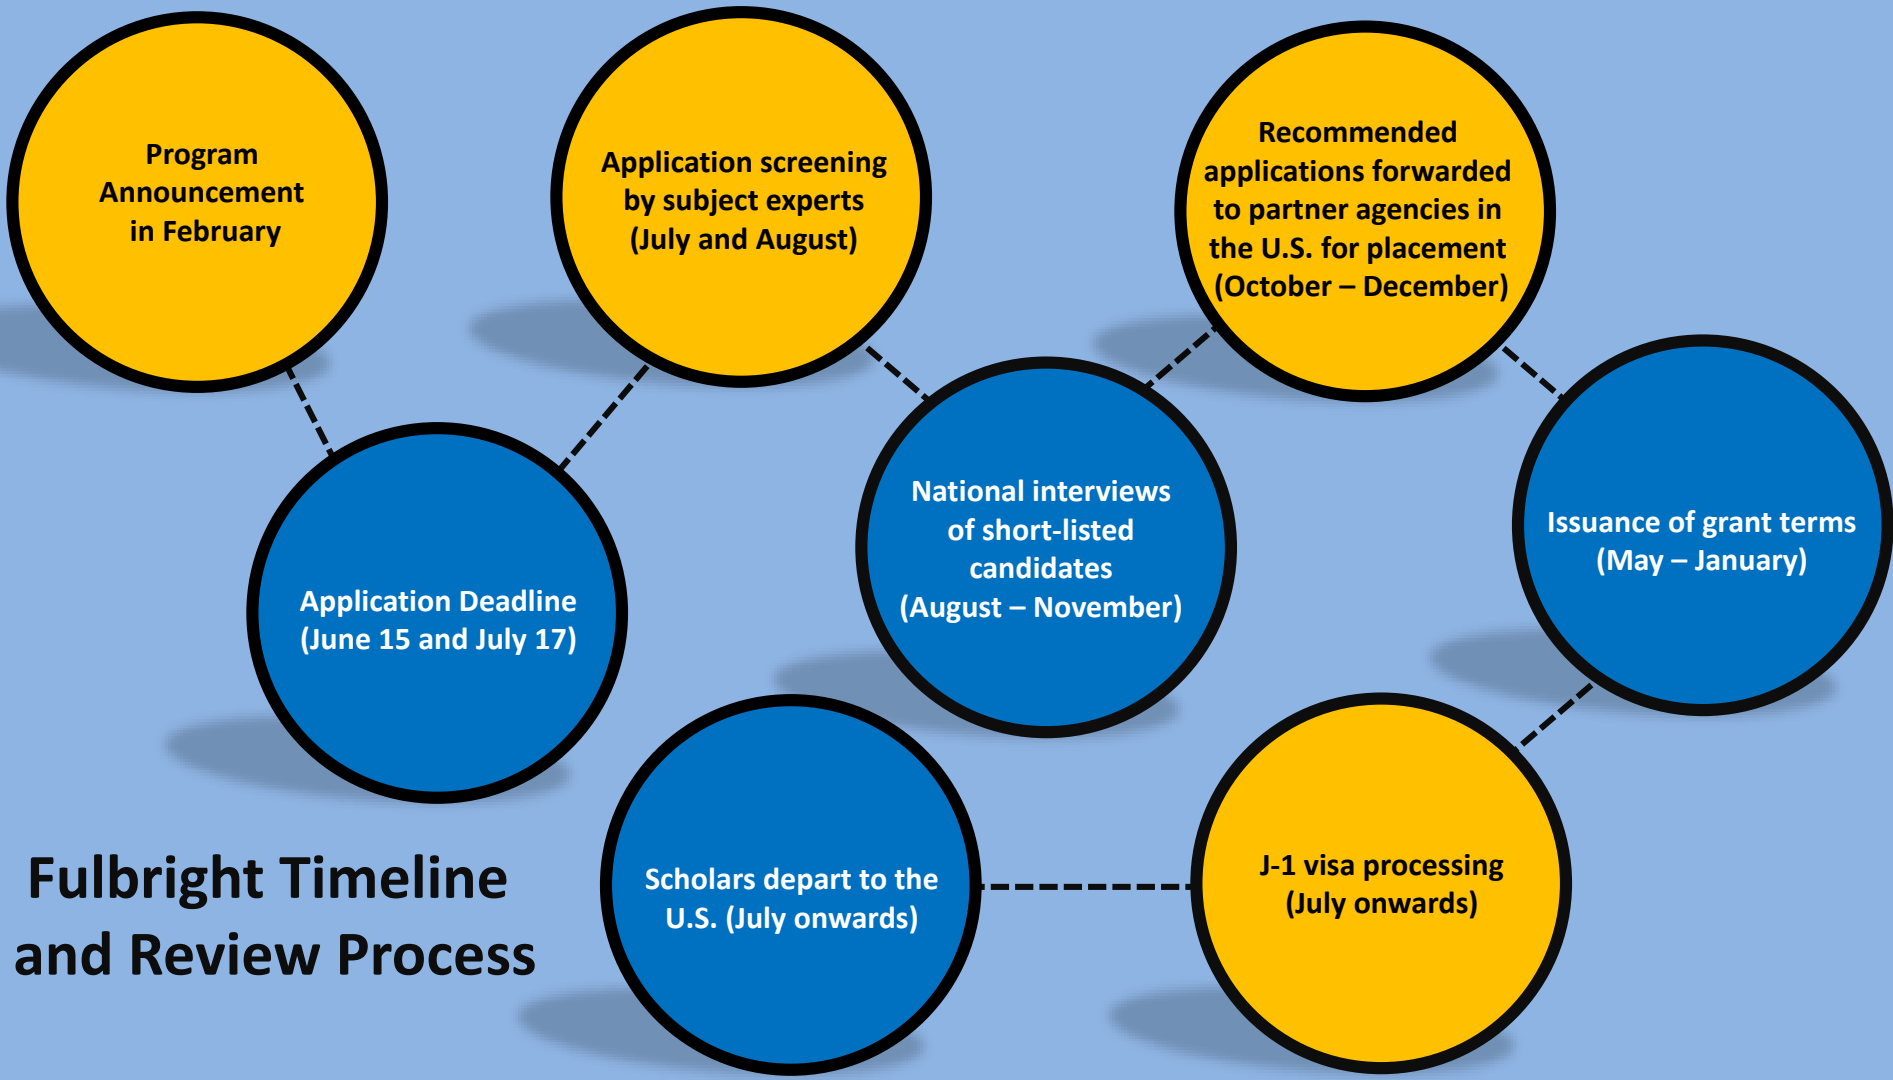 Program
Announcement
in February
Application Deadline
(June 15 and July 17)
Application screening
by subject experts
(July and August)
National interviews
of short-listed
candidates
(August – November)
Recommended
applications forwarded
to partner agencies in
the U.S. for placement
(October – December)
Issuance of grant terms
(May – January)
J-1 visa processing
(July onwards)
Scholars depart to the
U.S. (July onwards)
Fulbright Timeline
and Review Process